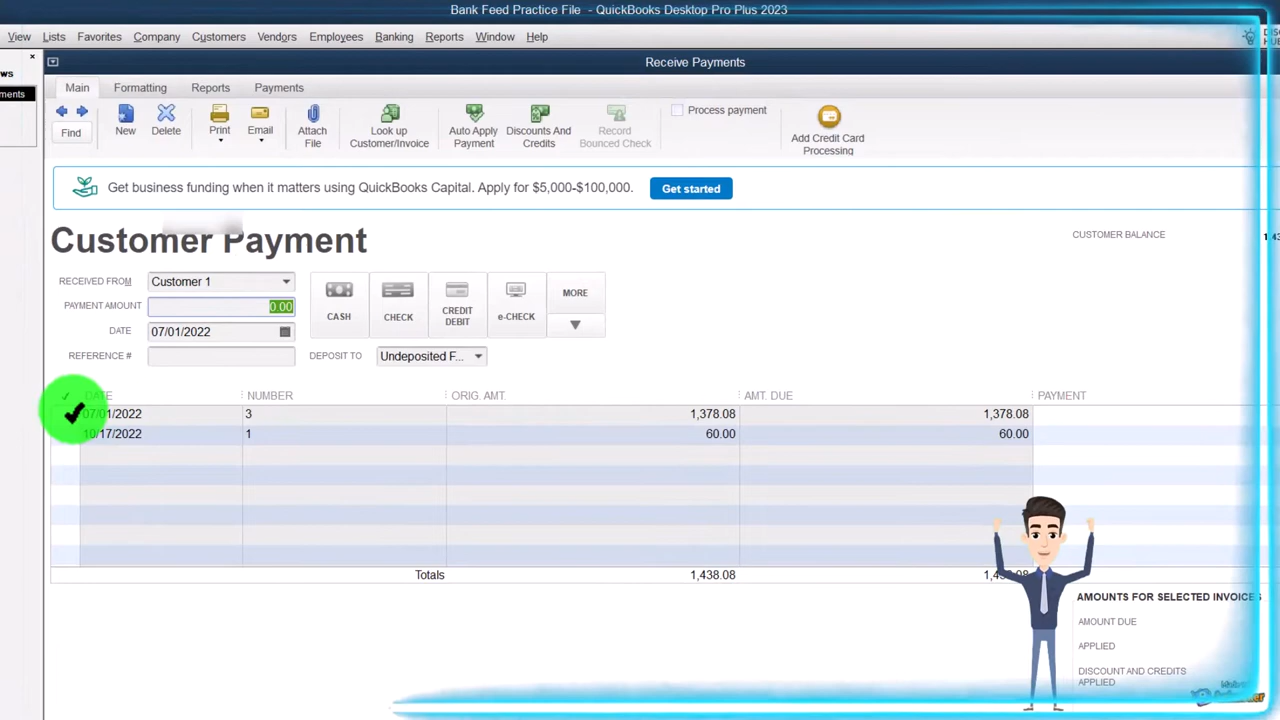 Bank Feed Practice File - QuickBooks Desktop Pro Plus 2023
View Lists Favorites Company Customers Vendors Employees Banking Reports Window Help
Receive Payments
Main Formatting Reports Payments
Find New Delete Print Email Attach File Look up Customer/Invoice Auto Apply Payment Discounts And Credits Record Bounced Check Process payment Add Credit Card Processing
Get business funding when it matters using QuickBooks Capital. Apply for $5,000-$100,000. Get started
Customer Payment
CUSTOMER BALANCE
RECEIVED FROM Customer 1
PAYMENT AMOUNT 0.00
DATE 07/01/2022
REFERENCE #
CASH CHECK CREDIT DEBIT e-CHECK MORE
DEPOSIT TO Undeposited F...
DATE NUMBER ORIG. AMT. AMT. DUE PAYMENT
07/01/2022 3 1,378.08 1,378.08
10/17/2022 1 60.00 60.00
Totals 1,438.08
AMOUNTS FOR SELECTED INVOICES
AMOUNT DUE
APPLIED
DISCOUNT AND CREDITS
APPLIED